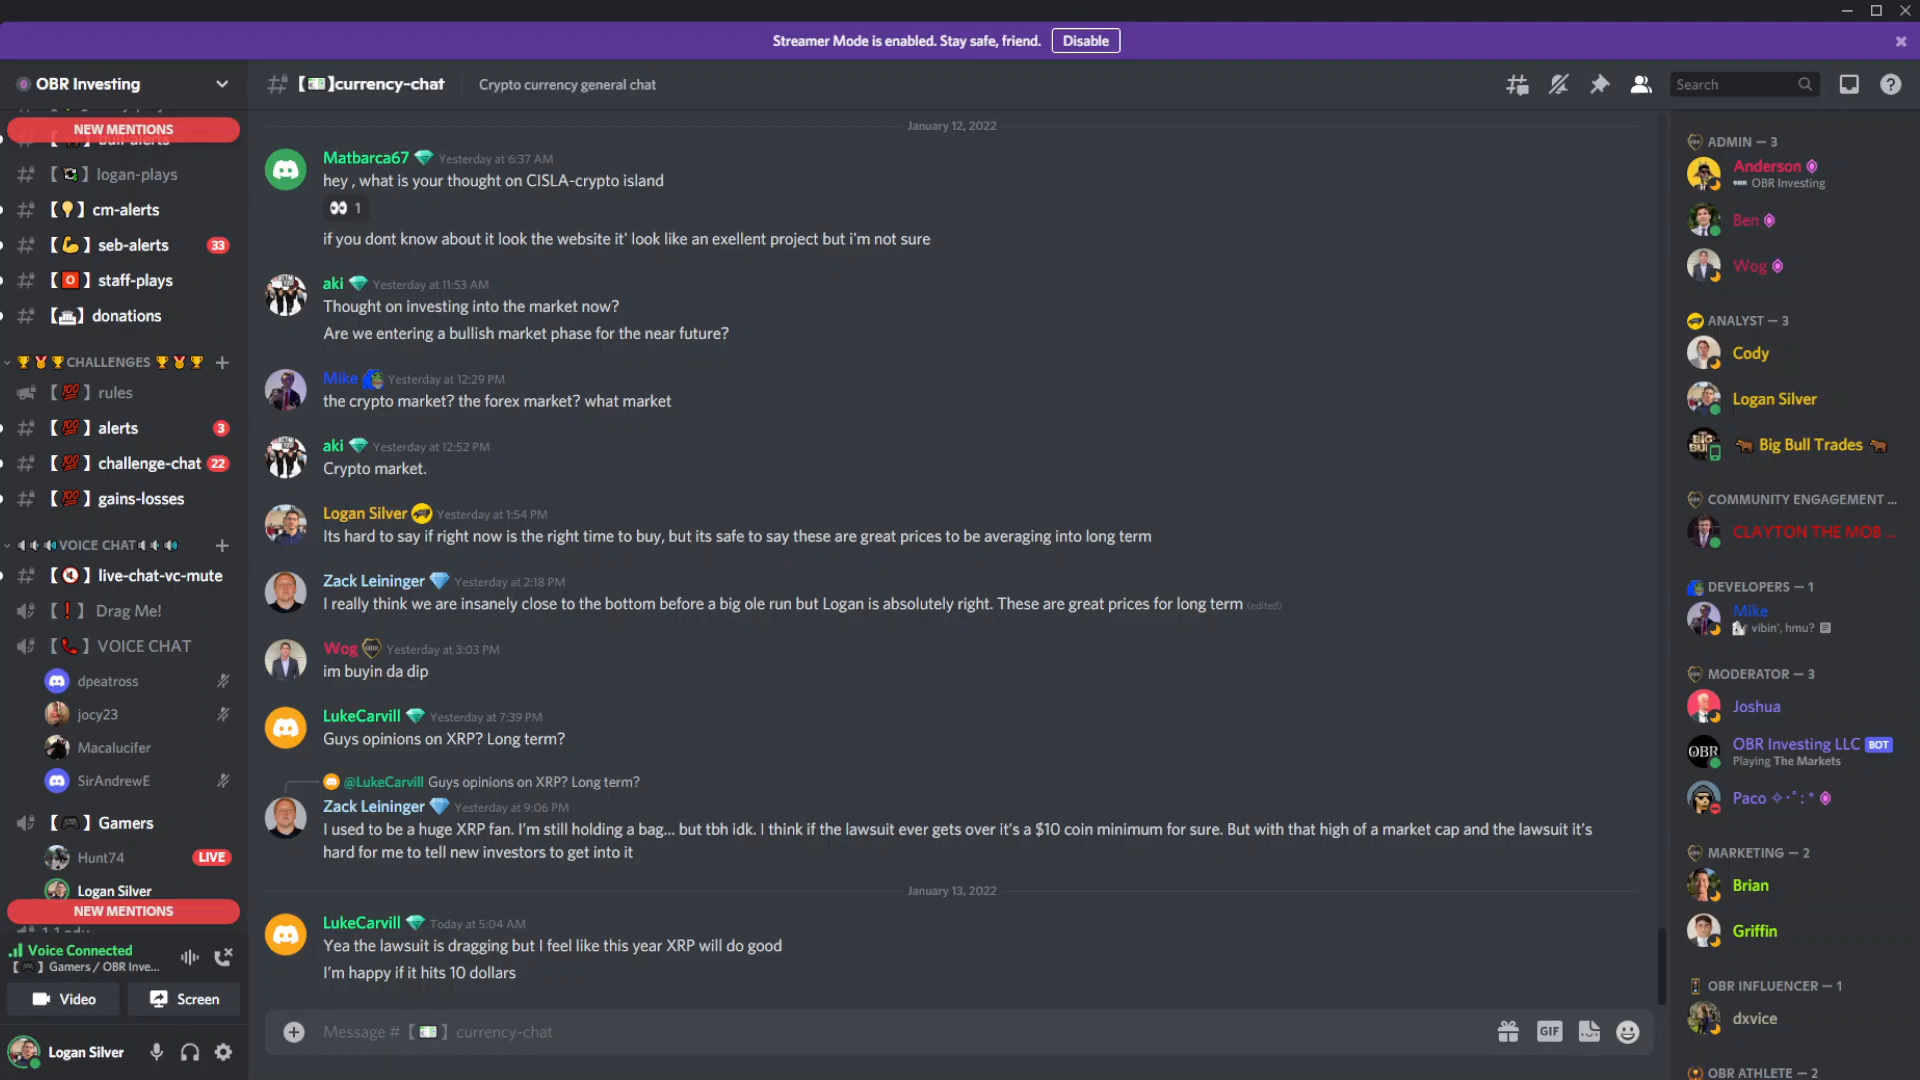 Streamer Mode is enabled. Stay safe, friend. Disable
OBR Investing
NEW MENTIONS
bull-alerts
logan-plays
cm-alerts
seb-alerts 33
staff-plays
donations
CHALLENGES
rules
alerts 3
challenge-chat 22
gains-losses
VOICE CHAT
live-chat-vc-mute
Drag Me!
VOICE CHAT
dpeatross
jocy23
Macalucifer
SirAndrewE
Gamers
Hunt74 LIVE
Logan Silver
NEW MENTIONS
Voice Connected
【🎮】Gamers / OBR Inve...
Video Screen
Logan Silver
【💵】currency-chat Crypto currency general chat
Search
January 12, 2022
Matbarca67 Yesterday at 6:37 AM
hey , what is your thought on CISLA-crypto island
👀 1
if you dont know about it look the website it' look like an exellent project but i'm not sure
aki Yesterday at 11:53 AM
Thought on investing into the market now?
Are we entering a bullish market phase for the near future?
Mike Yesterday at 12:29 PM
the crypto market? the forex market? what market
aki Yesterday at 12:52 PM
Crypto market.
Logan Silver Yesterday at 1:54 PM
Its hard to say if right now is the right time to buy, but its safe to say these are great prices to be averaging into long term
Zack Leininger Yesterday at 2:18 PM
I really think we are insanely close to the bottom before a big ole run but Logan is absolutely right. These are great prices for long term (edited)
Wog Yesterday at 3:03 PM
im buyin da dip
LukeCarvill Yesterday at 7:39 PM
Guys opinions on XRP? Long term?
@LukeCarvill Guys opinions on XRP? Long term?
Zack Leininger Yesterday at 9:06 PM
I used to be a huge XRP fan. I'm still holding a bag... but tbh idk. I think if the lawsuit ever gets over it's a $10 coin minimum for sure. But with that high of a market cap and the lawsuit it's
hard for me to tell new investors to get into it
January 13, 2022
LukeCarvill Today at 5:04 AM
Yea the lawsuit is dragging but I feel like this year XRP will do good
I'm happy if it hits 10 dollars
Message #【💵】currency-chat
GIF
ADMIN — 3
Anderson
OBR Investing
Ben
Wog
ANALYST — 3
Cody
Logan Silver
Big Bull Trades
COMMUNITY ENGAGEMENT ...
CLAYTON THE MOB ...
DEVELOPERS — 1
Mike
vibin', hmu?
MODERATOR — 3
Joshua
OBR Investing LLC BOT
Playing The Markets
Paco ✧･ﾟ: *
MARKETING — 2
Brian
Griffin
OBR INFLUENCER — 1
dxvice
OBR ATHLETE — 2